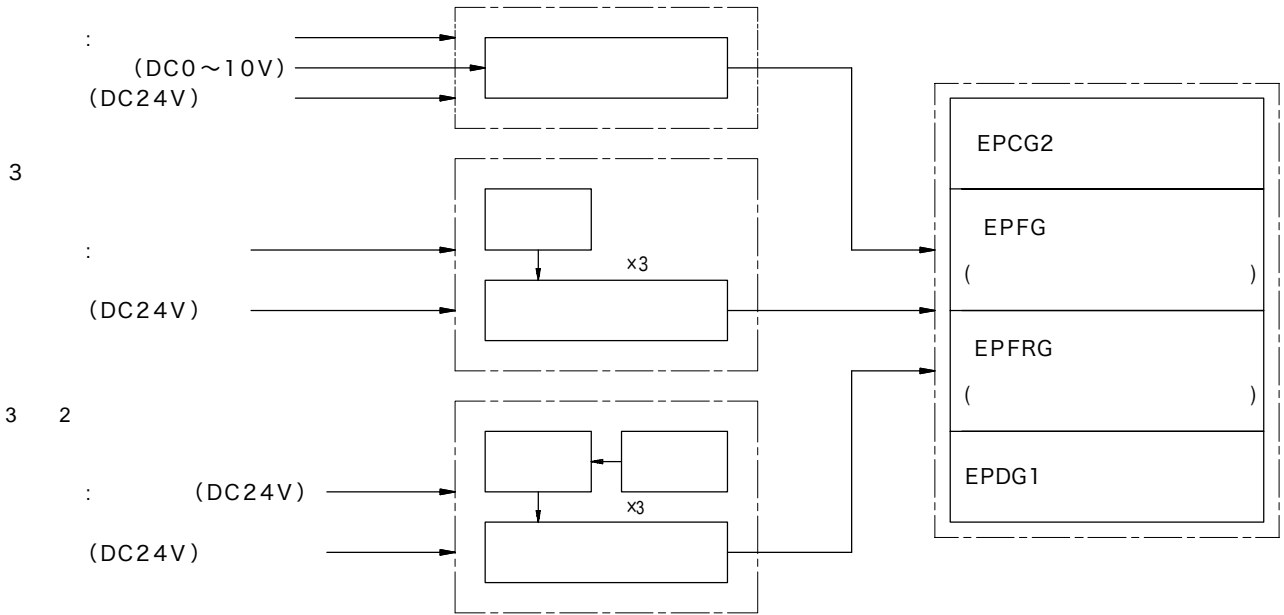 :
(DC0～10V)
(DC24V)
3
:
(DC24V)
×3
3 2
: (DC24V)
(DC24V)
×3
EPCG2
EPFG
( )
EPFRG
( )
EPDG1